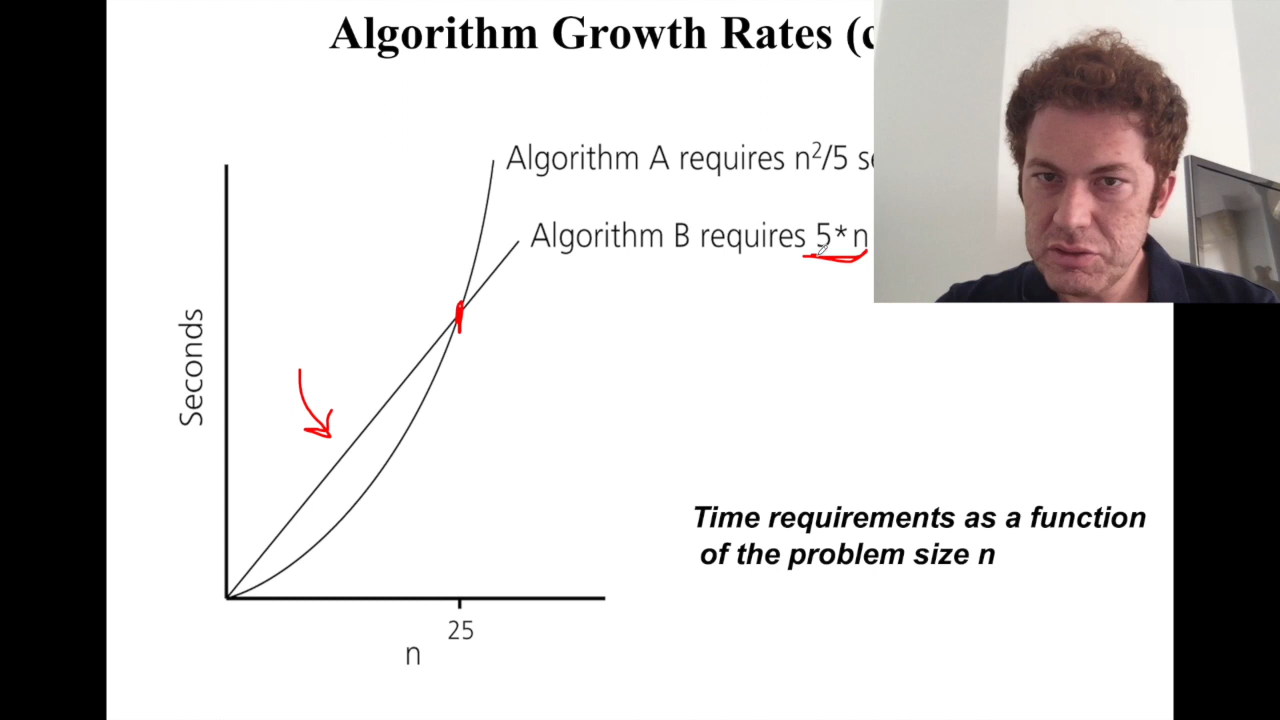 Algorithm Growth Rates (c
Algorithm A requires n²/5 se
Algorithm B requires 5*n
Seconds
Time requirements as a function
of the problem size n
25
n